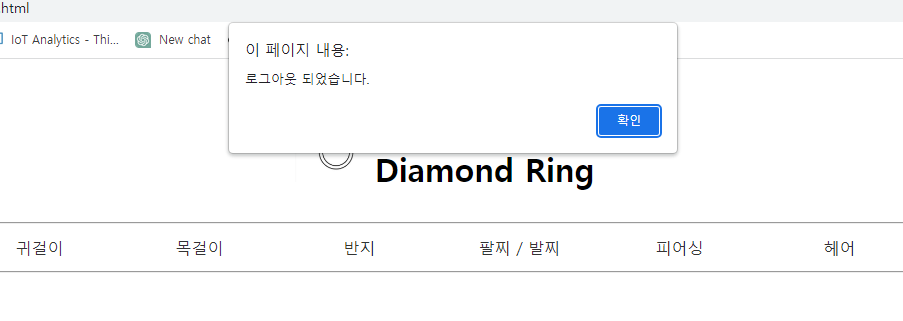 html
IoT Analytics - Thi...
New chat
이 페이지 내용:
로그아웃 되었습니다.
확인
Diamond Ring
귀걸이
목걸이
반지
팔찌 / 발찌
피어싱
헤어